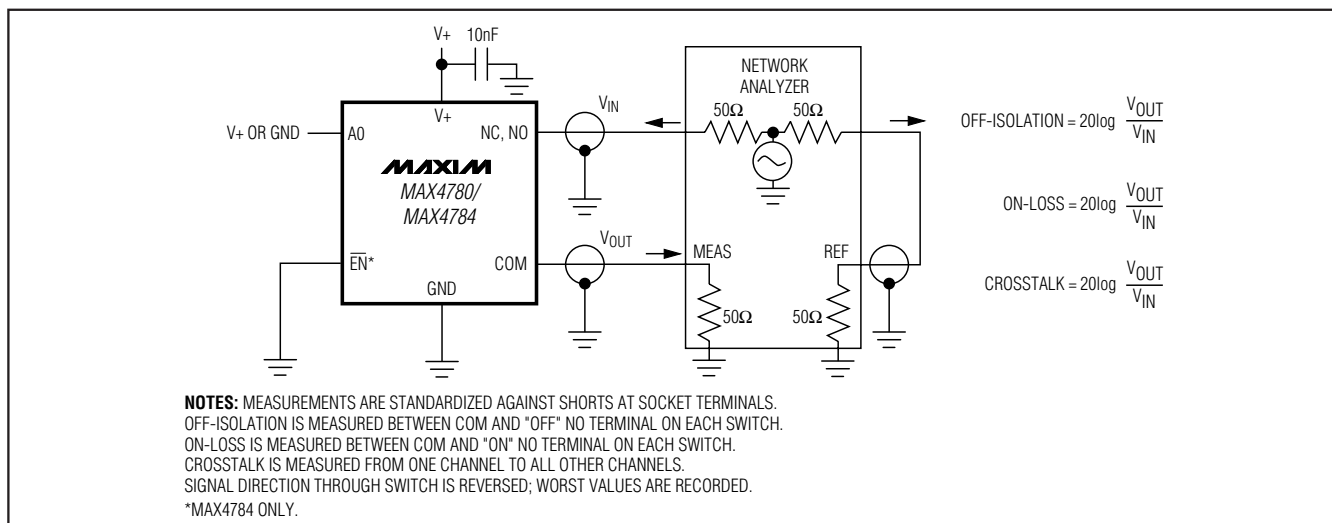 V+ 10nF
V+
V+ OR GND
A0
NC, NO
MAXIM
MAX4780/
MAX4784
EN*
COM
GND
VIN
VOUT
NETWORK
ANALYZER
50Ω 50Ω
MEAS
REF
50Ω 50Ω
OFF-ISOLATION = 20log VOUT
VIN
ON-LOSS = 20log VOUT
VIN
CROSSTALK = 20log VOUT
VIN
NOTES: MEASUREMENTS ARE STANDARDIZED AGAINST SHORTS AT SOCKET TERMINALS.
OFF-ISOLATION IS MEASURED BETWEEN COM AND "OFF" NO TERMINAL ON EACH SWITCH.
ON-LOSS IS MEASURED BETWEEN COM AND "ON" NO TERMINAL ON EACH SWITCH.
CROSSTALK IS MEASURED FROM ONE CHANNEL TO ALL OTHER CHANNELS.
SIGNAL DIRECTION THROUGH SWITCH IS REVERSED; WORST VALUES ARE RECORDED.
*MAX4784 ONLY.